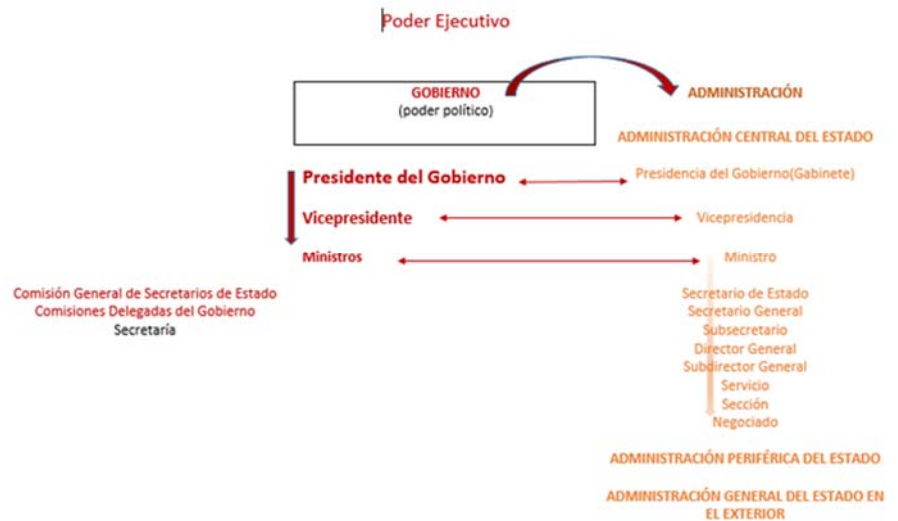 Poder Ejecutivo
GOBIERNO
(poder político)
ADMINISTRACIÓN
ADMINISTRACIÓN CENTRAL DEL ESTADO
Presidente del Gobierno
Presidencia del Gobierno(Gabinete)
Vicepresidente
Vicepresidencia
Ministros
Ministro
Comisión General de Secretarios de Estado
Comisiones Delegadas del Gobierno
Secretaría
Secretario de Estado
Secretario General
Subsecretario
Director General
Subdirector General
Servicio
Sección
Negociado
ADMINISTRACIÓN PERIFÉRICA DEL ESTADO
ADMINISTRACIÓN GENERAL DEL ESTADO EN
EL EXTERIOR